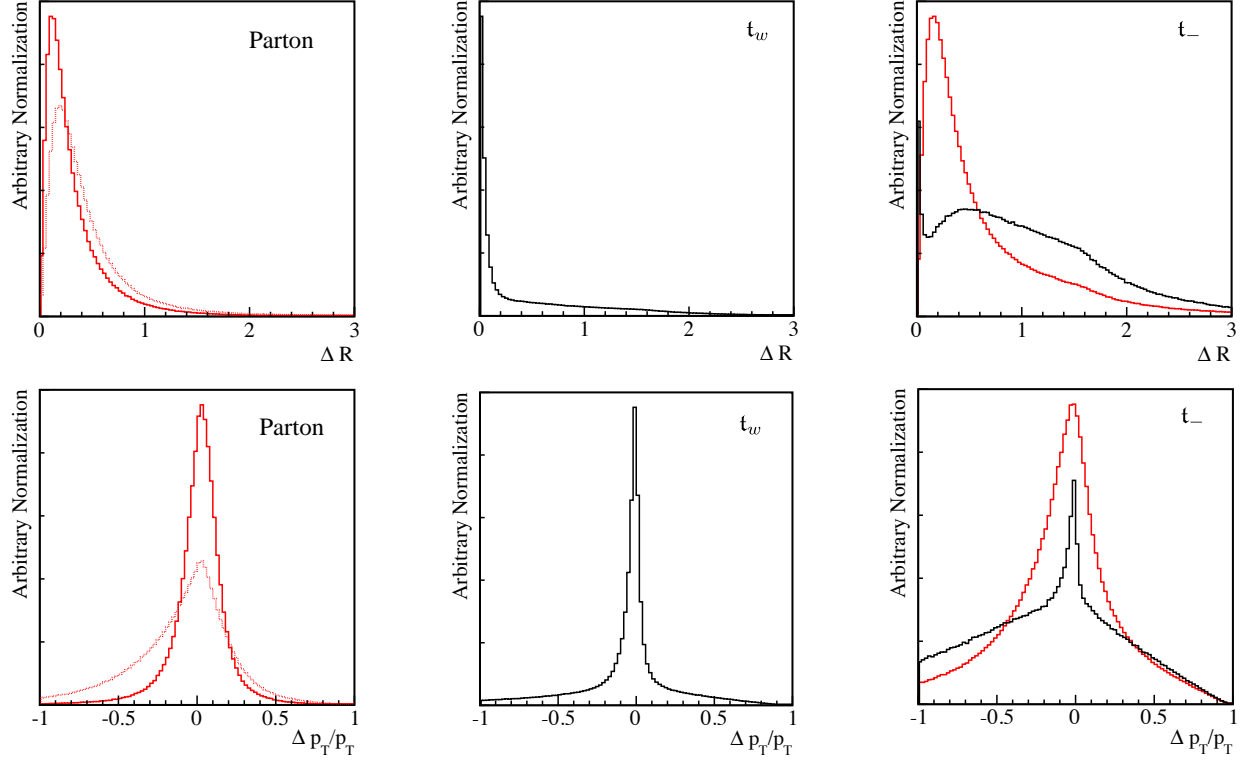 Arbitrary Normalization
Parton
0 1 2 3
Δ R
Arbitrary Normalization
𝔱_w
0 1 2 3
Δ R
Arbitrary Normalization
𝔱_−
0 1 2 3
Δ R
Arbitrary Normalization
Parton
-1 -0.5 0 0.5 1
Δ p_T/p_T
Arbitrary Normalization
𝔱_w
-1 -0.5 0 0.5 1
Δ p_T/p_T
Arbitrary Normalization
𝔱_−
-1 -0.5 0 0.5 1
Δ p_T/p_T